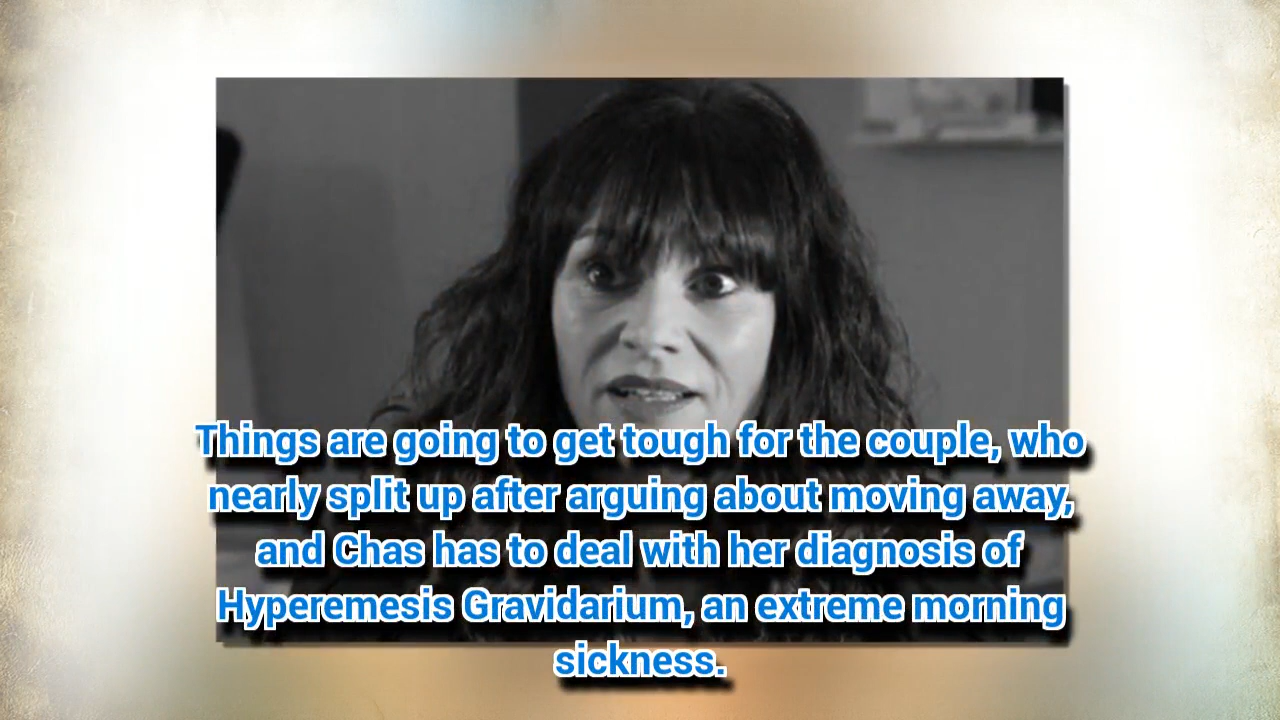 Things are going to get tough for the couple, who
nearly split up after arguing about moving away,
and Chas has to deal with her diagnosis of
Hyperemesis Gravidarium, an extreme morning
sickness.